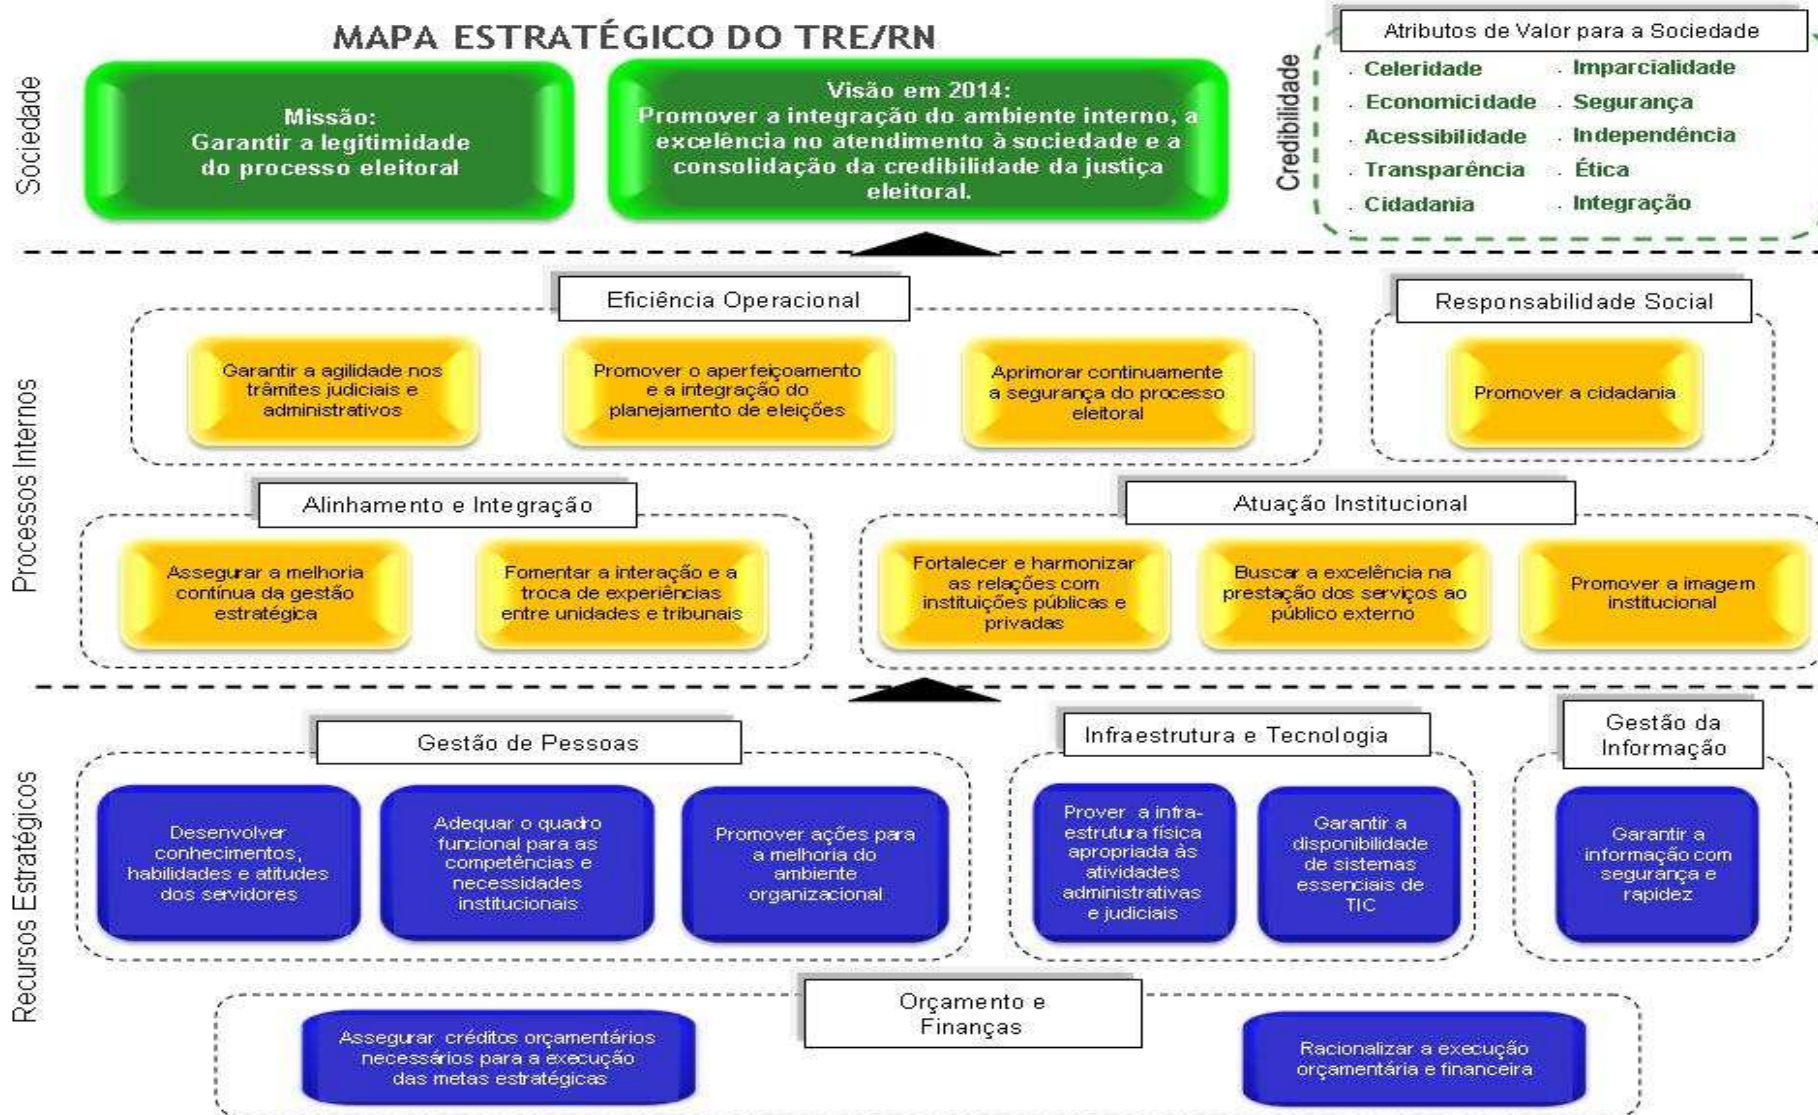 MAPA ESTRATÉGICO DO TRE/RN
Sociedade
Missão:
Garantir a legitimidade
do processo eleitoral
Visão em 2014:
Promover a integração do ambiente interno, a
excelência no atendimento à sociedade e a
consolidação da credibilidade da justiça
eleitoral.
Credibilidade
Atributos de Valor para a Sociedade
. Celeridade
. Economicidade
. Acessibilidade
. Transparência
. Cidadania
.
. Imparcialidade
. Segurança
. Independência
. Ética
. Integração
Processos Internos
Eficiência Operacional
Garantir a agilidade nos
trâmites judiciais e
administrativos
Promover o aperfeiçoamento
e a integração do
planejamento de eleições
Aprimorar continuamente
a segurança do processo
eleitoral
Responsabilidade Social
Promover a cidadania
Alinhamento e Integração
Assegurar a melhoria
contínua da gestão
estratégica
Fomentar a interação e a
troca de experiências
entre unidades e tribunais
Atuação Institucional
Fortalecer e harmonizar
as relações com
instituições públicas e
privadas
Buscar a excelência na
prestação dos serviços ao
público externo
Promover a imagem
institucional
Recursos Estratégicos
Gestão de Pessoas
Desenvolver
conhecimentos,
habilidades e atitudes
dos servidores
Adequar o quadro
funcional para as
competências e
necessidades
institucionais
Promover ações para
a melhoria do
ambiente
organizacional
Infraestrutura e Tecnologia
Prover a infra-
estrutura física
apropriada às
atividades
administrativas
e judiciais
Garantir a
disponibilidade
de sistemas
essenciais de
TIC
Gestão da
Informação
Garantir a
informação com
segurança e
rapidez
Orçamento e
Finanças
Assegurar créditos orçamentários
necessários para a execução
das metas estratégicas
Racionalizar a execução
orçamentária e financeira